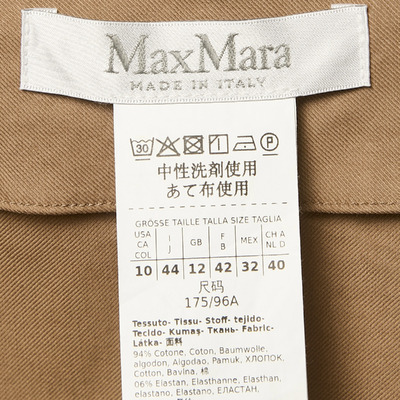 MaxMara
MADE IN ITALY
30 P
中性洗剤使用
あて布使用
GRÖSSE TAILLE TALLA SIZE TAGLIA
USA CA COL I J GB F B MEX CH A NL D
10 44 12 42 32 40
尺码
175/96A
Tessuto- Tissu- Stoff- tejido-
Tecido- Kumaş- Ткань- Fabric-
Látka- 面料
94% Cotone, Coton, Baumwolle,
algodon, Algodao, Pamuk, ХЛОПОК,
Cotton, Bavlna, 棉
06% Elastan, Elasthanne, Elasthan,
elastano, Elastano, ЕЛАСТАН,